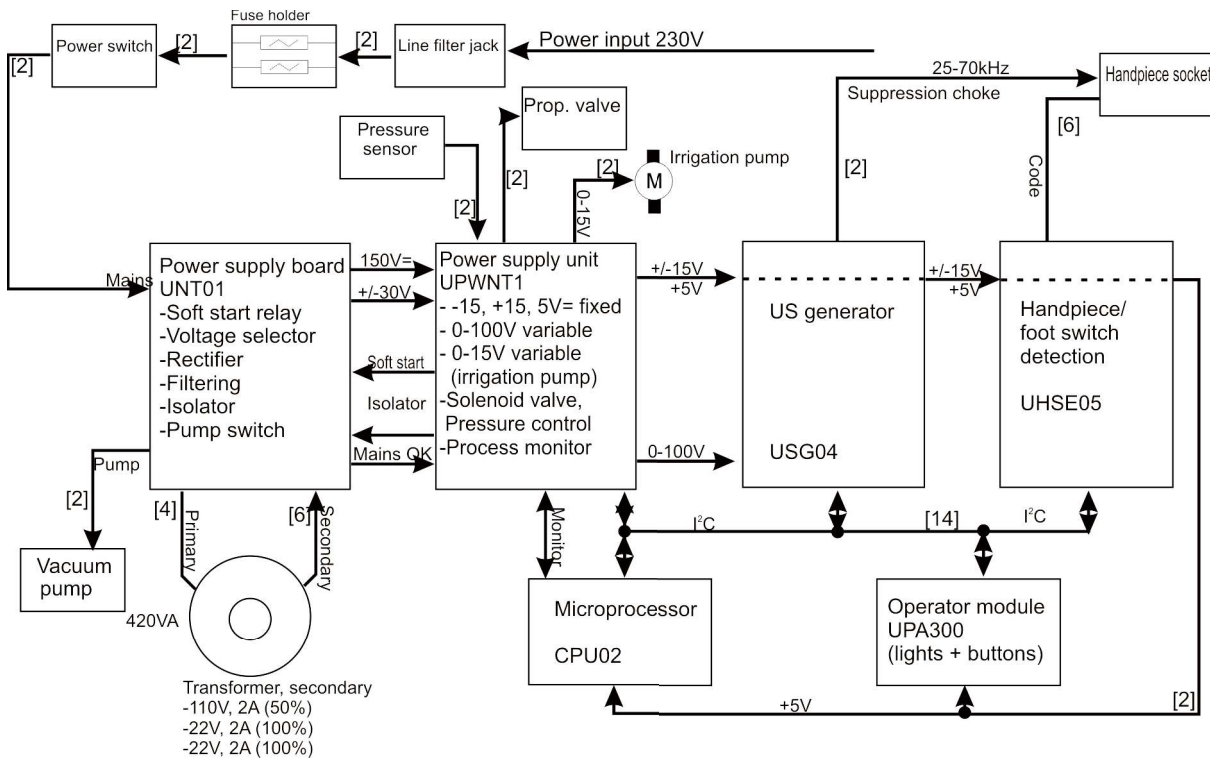 Fuse holder
Power switch
[2]
[2]
Line filter jack
[2]
Power input 230V
[2]
25-70kHz
Suppression choke
Handpiece socket
[6]
Code
[2]
Pressure
sensor
[2]
Prop. valve
[2]
0-15V
[2]
Irrigation pump
M
Mains
Power supply board
UNT01
-Soft start relay
-Voltage selector
-Rectifier
-Filtering
-Isolator
-Pump switch
150V=
+/-30V
Soft start
Isolator
Mains OK
Power supply unit
UPWNT1
- -15, +15, 5V= fixed
- 0-100V variable
- 0-15V variable
(irrigation pump)
-Solenoid valve,
Pressure control
-Process monitor
+/-15V
+5V
0-100V
US generator
USG04
+/-15V
+5V
Handpiece/
foot switch
detection
UHSE05
Pump
[2]
Vacuum
pump
[4]
Primary
[6]
Secondary
420VA
Transformer, secondary
-110V, 2A (50%)
-22V, 2A (100%)
-22V, 2A (100%)
Monitor
I²C
[14]
I²C
Microprocessor
CPU02
Operator module
UPA300
(lights + buttons)
+5V
[2]